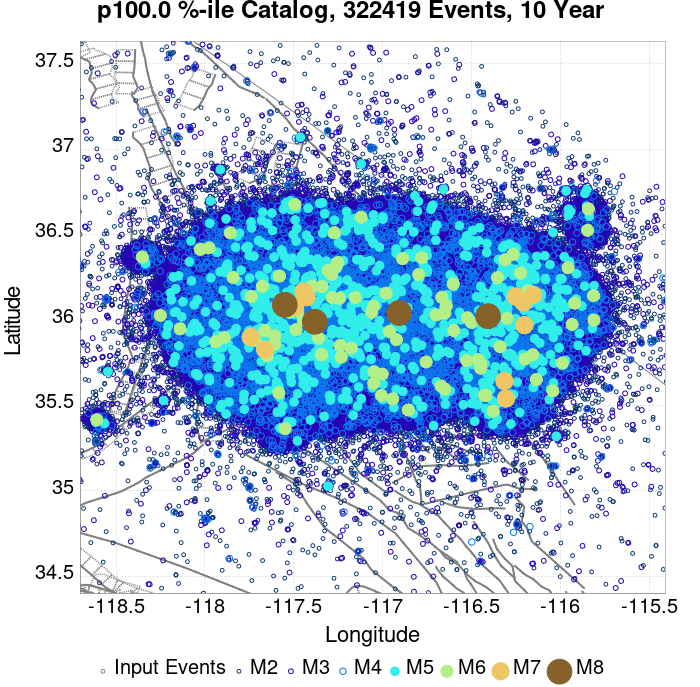 p100.0 %-ile Catalog, 322419 Events, 10 Year
37.5
37
36.5
36
35.5
35
34.5
Latitude
-118.5 -118 -117.5 -117 -116.5 -116 -115.5
Longitude
Input Events M2 M3 M4 M5 M6 M7 M8